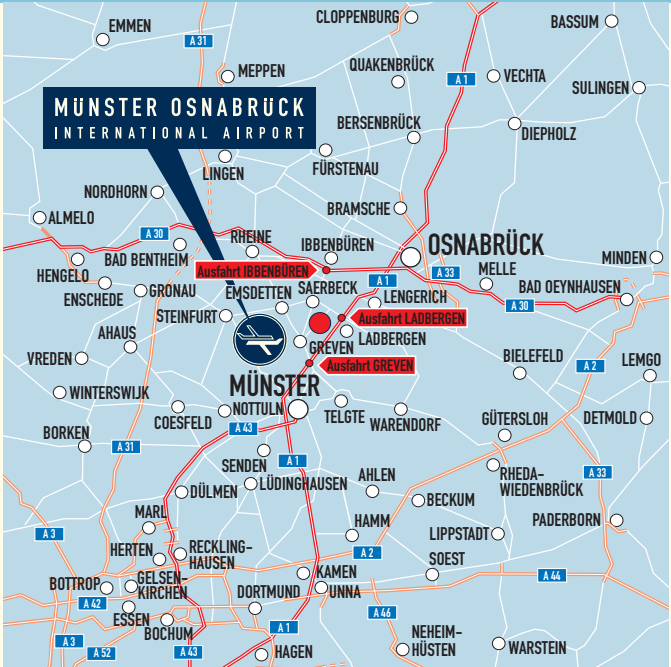 EMMEN
A 31
CLOPPENBURG
BASSUM
MEPPEN
QUAKENBRÜCK
A 1
VECHTA
SULINGEN
MÜNSTER OSNABRÜCK
INTERNATIONAL AIRPORT
BERSENBRÜCK
DIEPHOLZ
LINGEN
FÜRSTENAU
NORDHORN
BRAMSCHE
ALMELO
A 30
RHEINE
IBBENBÜREN
OSNABRÜCK
MINDEN
BAD BENTHEIM
HENGELO
Ausfahrt IBBENBÜREN
A 1
A 33
MELLE
BAD OEYNHAUSEN
ENSCHEDE
GRONAU
EMSDETTEN
SAERBECK
LENGERICH
A 30
STEINFURT
Ausfahrt LADBERGEN
AHAUS
LADBERGEN
GREVEN
VREDEN
Ausfahrt GREVEN
BIELEFELD
A 2
LEMGO
WINTERSWIJK
MÜNSTER
COESFELD
NOTTULN
TELGTE
WARENDORF
GÜTERSLOH
DETMOLD
BORKEN
A 31
A 43
A 1
SENDEN
RHEDA-
WIEDENBRÜCK
A 33
DÜLMEN
LÜDINGHAUSEN
AHLEN
BECKUM
MARL
HAMM
LIPPSTADT
PADERBORN
A 3
HERTEN
RECKLING-
HAUSEN
A 2
SOEST
BOTTROP
GELSEN-
KIRCHEN
KAMEN
A 44
A 42
ESSEN
DORTMUND
UNNA
A 46
BOCHUM
A 1
A 3
A 52
A 43
HAGEN
NEHEIM-
HÜSTEN
WARSTEIN